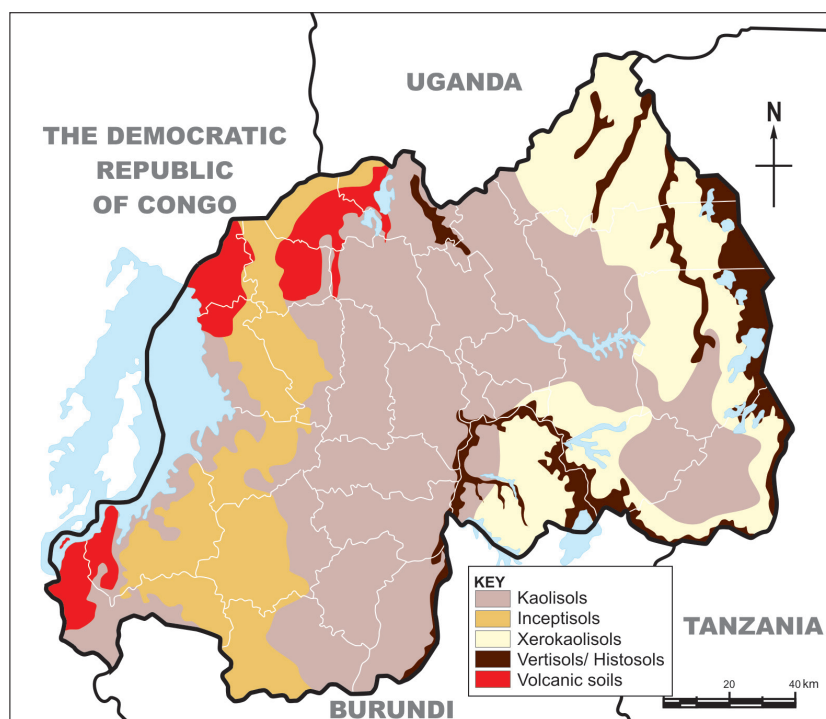 UGANDA
THE DEMOCRATIC
REPUBLIC
OF CONGO
N
KEY
Kaolisols
Inceptisols
Xerokaolisols
Vertisols/ Histosols
Volcanic soils
TANZANIA
20
40 km
BURUNDI